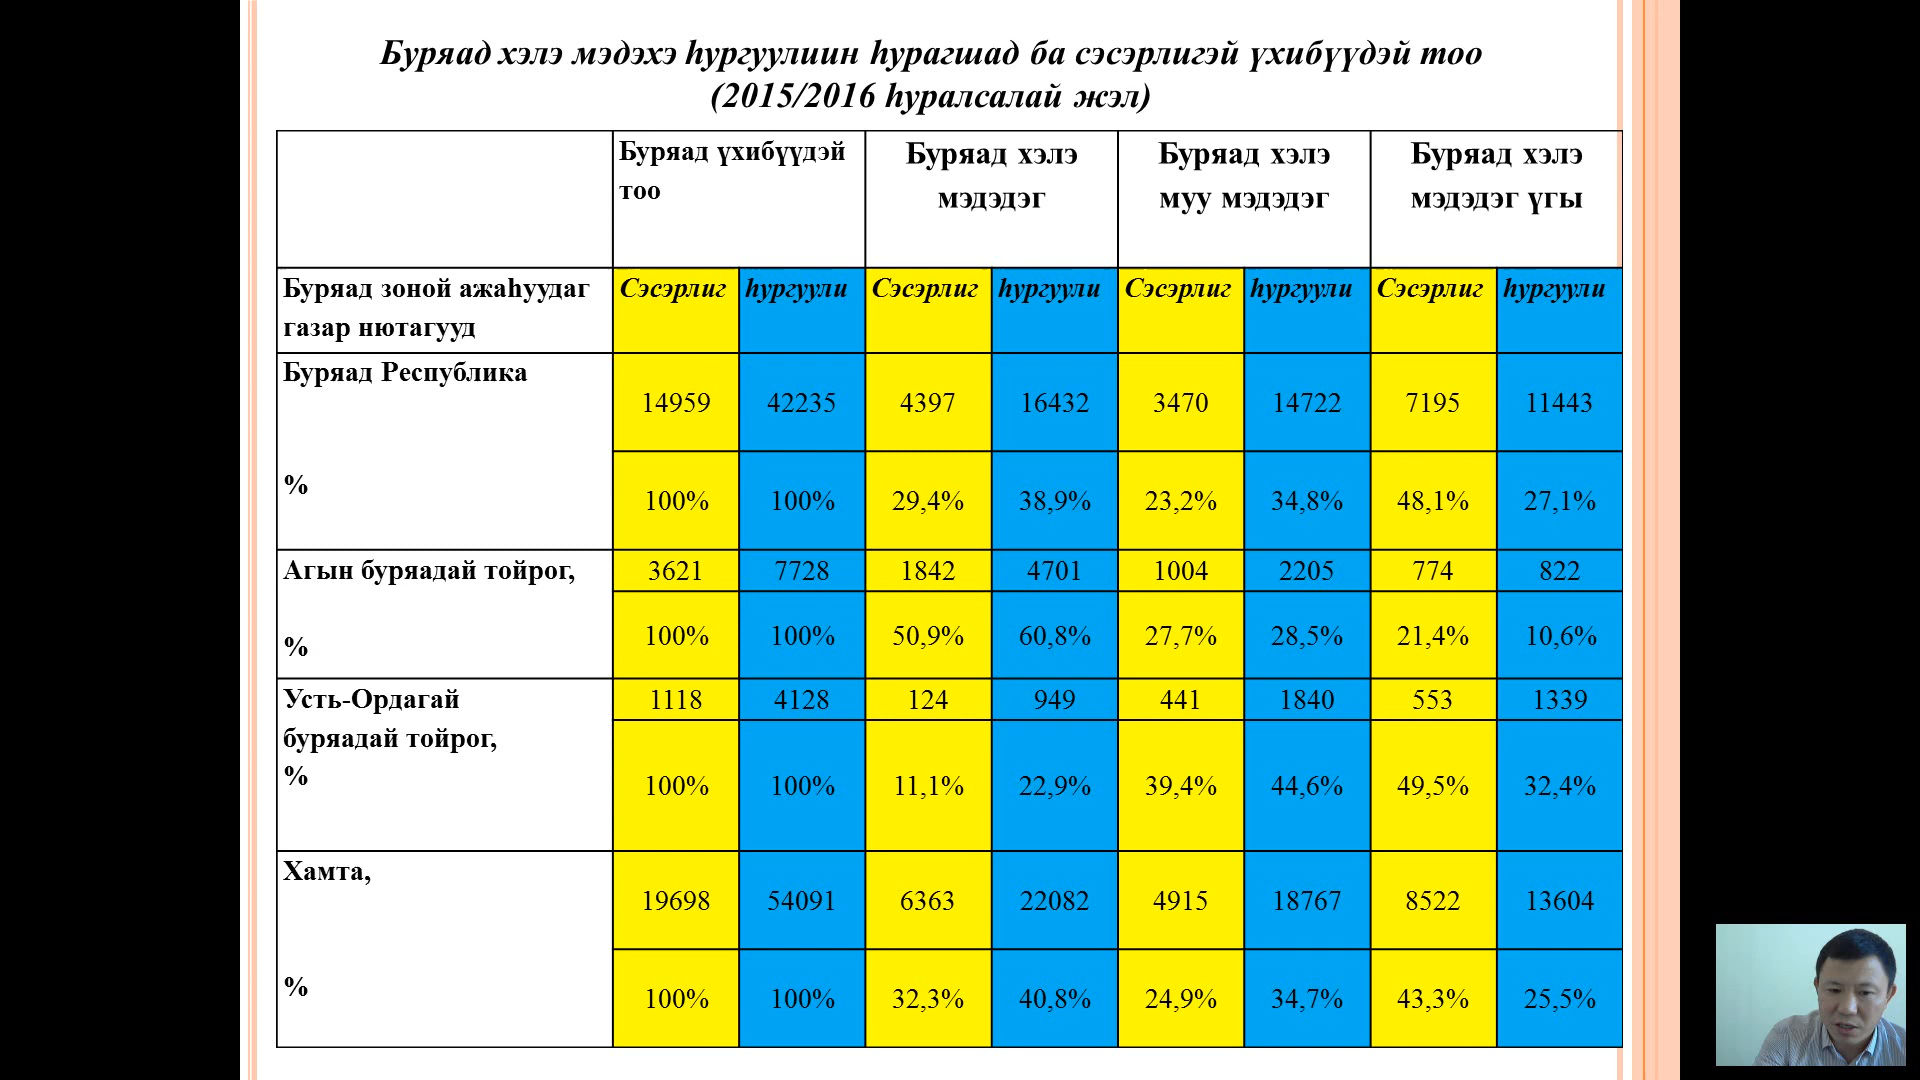 Буряад хэлэ мэдэхэ һургуулиин һурагшад ба сэсэрлигэй үхибүүдэй тоо
(2015/2016 һуралсалай жэл)
Буряад үхибүүдэй тоо
Буряад хэлэ мэдэдэг
Буряад хэлэ муу мэдэдэг
Буряад хэлэ мэдэдэг үгы
Буряад зоной ажаһуудаг газар нютагууд
Сэсэрлиг һургуули Сэсэрлиг һургуули Сэсэрлиг һургуули Сэсэрлиг һургуули
Буряад Республика
14959 42235 4397 16432 3470 14722 7195 11443
%
100% 100% 29,4% 38,9% 23,2% 34,8% 48,1% 27,1%
Агын буряадай тойрог,
3621 7728 1842 4701 1004 2205 774 822
%
100% 100% 50,9% 60,8% 27,7% 28,5% 21,4% 10,6%
Усть-Ордагай
1118 4128 124 949 441 1840 553 1339
буряадай тойрог,
%
100% 100% 11,1% 22,9% 39,4% 44,6% 49,5% 32,4%
Хамта,
19698 54091 6363 22082 4915 18767 8522 13604
%
100% 100% 32,3% 40,8% 24,9% 34,7% 43,3% 25,5%